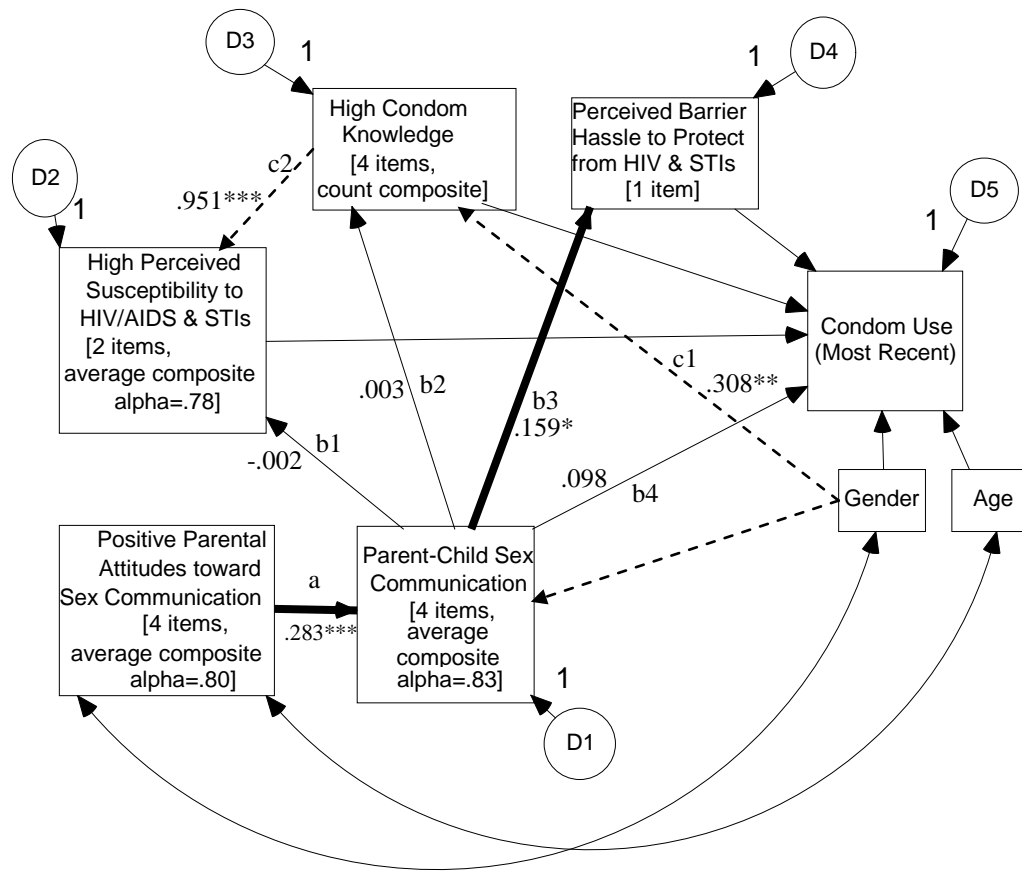 D3
1
D4
1
High Condom
Knowledge
[4 items,
count composite]
Perceived Barrier
Hassle to Protect
from HIV & STIs
[1 item]
D2
1
c2
.951***
D5
1
High Perceived
Susceptibility to
HIV/AIDS & STIs
[2 items,
average composite
alpha=.78]
Condom Use
(Most Recent)
c1
.308**
.003
b2
b3
.159*
b1
-.002
.098
b4
Gender
Age
Positive Parental
Attitudes toward
Sex Communication
[4 items,
average composite
alpha=.80]
a
.283***
Parent-Child Sex
Communication
[4 items,
average
composite
alpha=.83]
1
D1